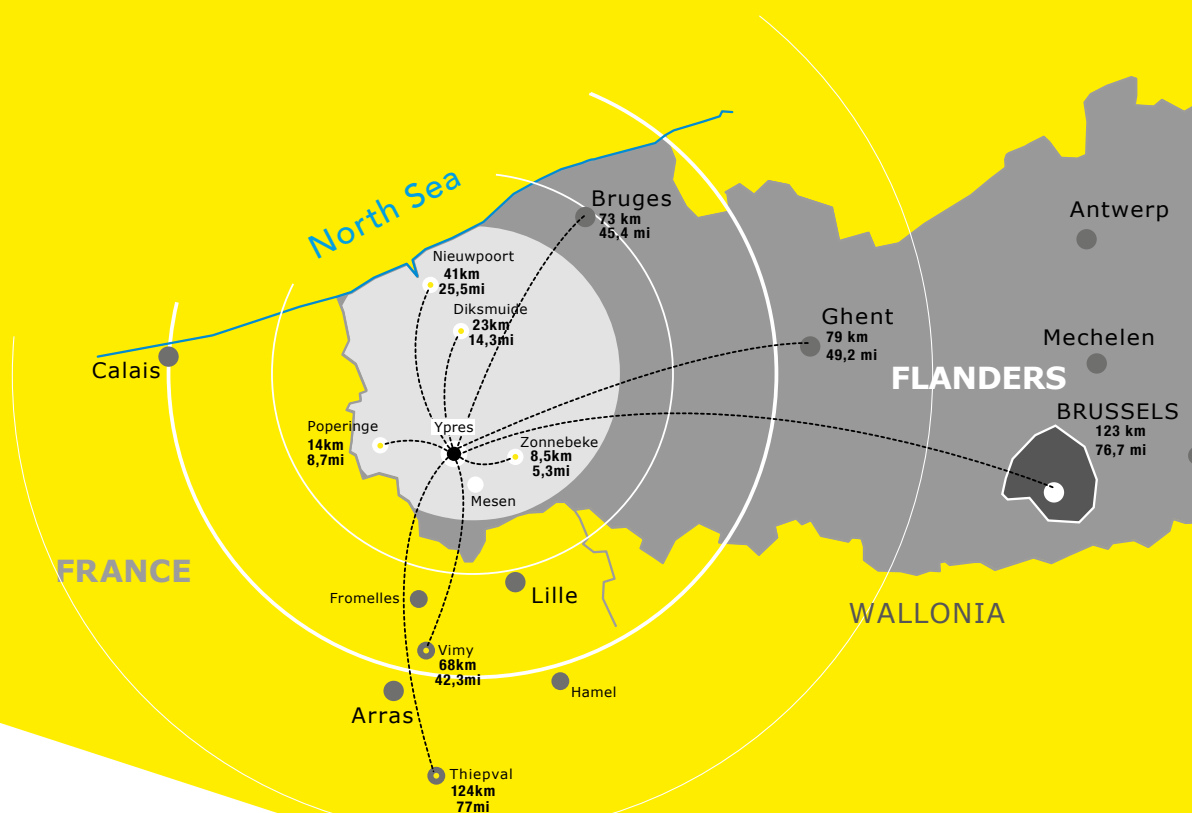 North Sea
Bruges
73 km
45,4 mi
Antwerp
Nieuwpoort
41km
25,5mi
Diksmuide
23km
14,3mi
Ghent
79 km
49,2 mi
Mechelen
Calais
FLANDERS
BRUSSELS
123 km
76,7 mi
Poperinge
14km
8,7mi
Ypres
Zonnebeke
8,5km
5,3mi
Mesen
FRANCE
Fromelles
Lille
WALLONIA
Vimy
68km
42,3mi
Hamel
Arras
Thiepval
124km
77mi